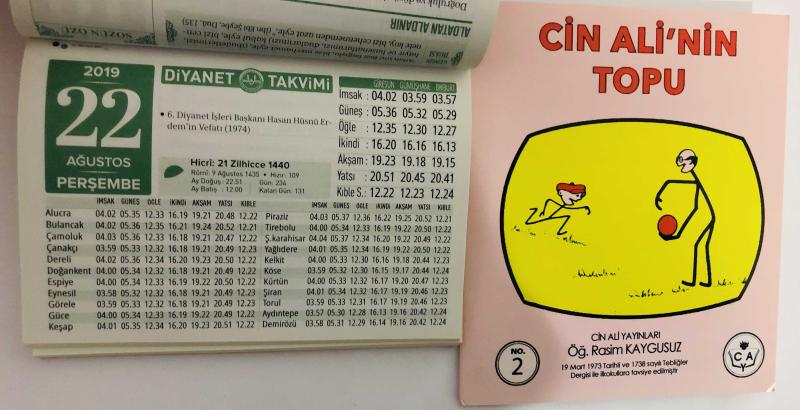 ALDATAN ALDANIR
SÖZÜN ÖZÜ
2019
22
AĞUSTOS
PERŞEMBE
DİYANET TAKVİMİ
• 6. Diyanet İşleri Başkanı Hasan Hüsnü Er-
dem'in Vefatı (1974)
Hicrî: 21 Zilhicce 1440
Rûmî: 9 Ağustos 1435 • Hızır: 109
Ay Doğuş : 22.51 Gün: 234
Ay Batış : 12.00 Kalan Gün: 131
GİRESUN GÜMÜŞHANE BAYBURT
İmsak : 04.02 03.59 03.57
Güneş : 05.36 05.32 05.29
Öğle : 12.35 12.30 12.27
İkindi : 16.20 16.16 16.13
Akşam : 19.23 19.18 19.15
Yatsı : 20.51 20.45 20.41
Kıble S. : 12.22 12.23 12.24
İMSAK GÜNEŞ ÖĞLE İKİNDİ AKŞAM YATSI KIBLE
Alucra 04.02 05.35 12.33 16.19 19.21 20.48 12.22
Bulancak 04.02 05.36 12.35 16.21 19.24 20.52 12.21
Çamoluk 04.03 05.35 12.33 16.18 19.21 20.47 12.22
Çanakçı 03.59 05.33 12.32 16.18 19.21 20.49 12.23
Dereli 04.02 05.36 12.34 16.20 19.23 20.50 12.22
Doğankent 04.00 05.34 12.32 16.18 19.21 20.49 12.22
Espiye 04.00 05.34 12.33 16.19 19.22 20.50 12.22
Eynesil 03.58 05.32 12.32 16.18 19.21 20.49 12.23
Görele 03.59 05.33 12.32 16.18 19.21 20.49 12.23
Güce 04.00 05.34 12.33 16.19 19.22 20.50 12.22
Keşap 04.01 05.35 12.34 16.20 19.23 20.51 12.22
İMSAK GÜNEŞ ÖĞLE İKİNDİ AKŞAM YATSI KIBLE
Piraziz 04.03 05.37 12.36 16.22 19.25 20.52 12.21
Tirebolu 04.00 05.34 12.33 16.19 19.22 20.50 12.22
Ş.karahisar 04.04 05.37 12.34 16.20 19.22 20.49 12.22
Yağlıdere 04.01 05.34 12.33 16.19 19.22 20.50 12.22
Kelkit 04.00 05.33 12.30 16.16 19.18 20.44 12.23
Köse 03.59 05.32 12.30 16.15 19.17 20.44 12.24
Kürtün 04.00 05.33 12.32 16.17 19.20 20.47 12.23
Şiran 04.01 05.34 12.32 16.17 19.19 20.46 12.23
Torul 03.59 05.33 12.31 16.17 19.19 20.46 12.23
Aydıntepe 03.57 05.30 12.28 16.13 19.16 20.42 12.24
Demirözü 03.58 05.31 12.29 16.14 19.16 20.42 12.24
CİN ALİ'NİN
TOPU
CİN ALİ YAYINLARI
Öğ. Rasim KAYGUSUZ
19 Mart 1973 Tarihli ve 1738 sayılı Tebliğler
Dergisi ile ilkokullara tavsiye edilmiştir
NO.
2
C A Y